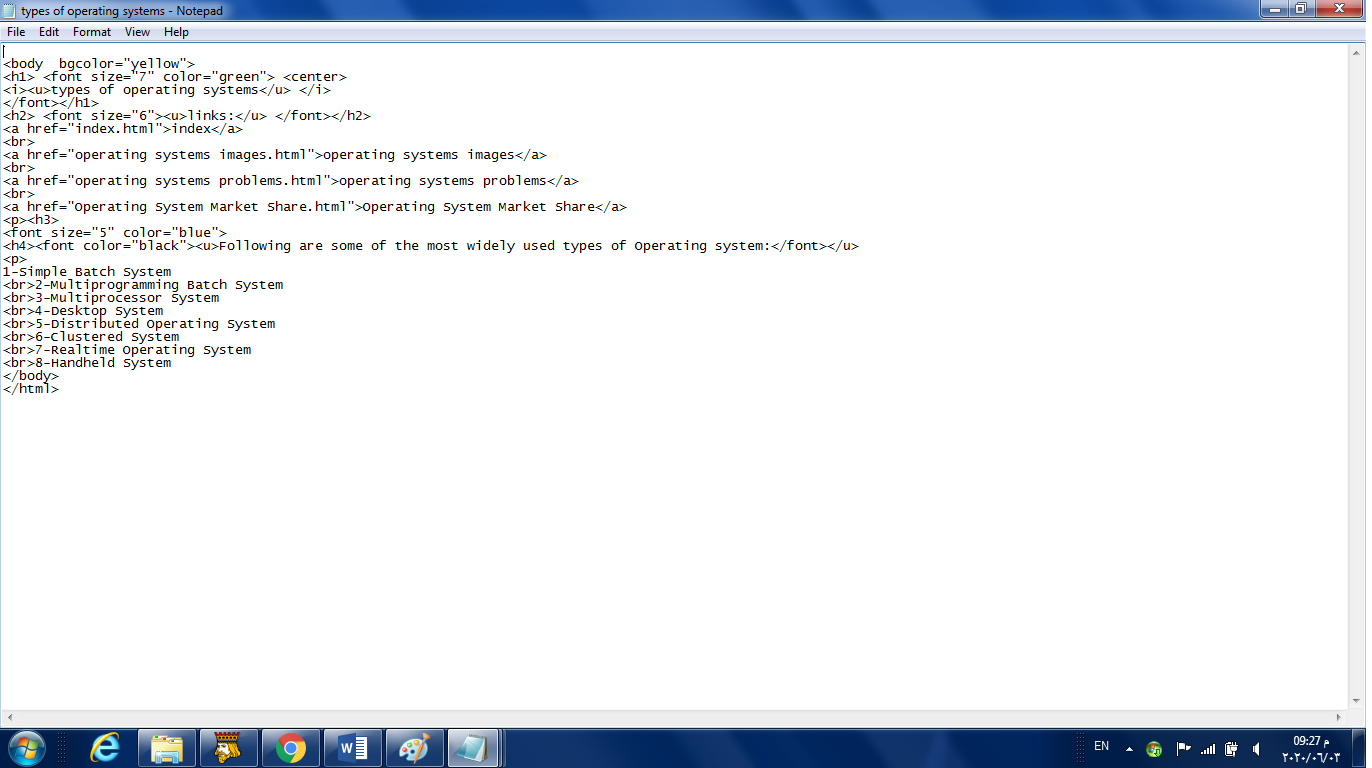 types of operating systems - Notepad
File Edit Format View Help
<body  bgcolor="yellow">
<h1> <font size="7" color="green"> <center>
<i><u>types of operating systems</u> </i>
</font></h1>
<h2> <font size="6"><u>links:</u> </font></h2>
<a href="index.html">index</a>
<br>
<a href="operating systems images.html">operating systems images</a>
<br>
<a href="operating systems problems.html">operating systems problems</a>
<br>
<a href="Operating System Market Share.html">Operating System Market Share</a>
<p><h3>
<font size="5" color="blue">
<h4><font color="black"><u>Following are some of the most widely used types of Operating system:</font></u>
<p>
1-Simple Batch System
<br>2-Multiprogramming Batch System
<br>3-Multiprocessor System
<br>4-Desktop System
<br>5-Distributed Operating System
<br>6-Clustered System
<br>7-Realtime Operating System
<br>8-Handheld System
</body>
</html>
EN
09:27 م
٢٠٢٠/٠٦/٠٣